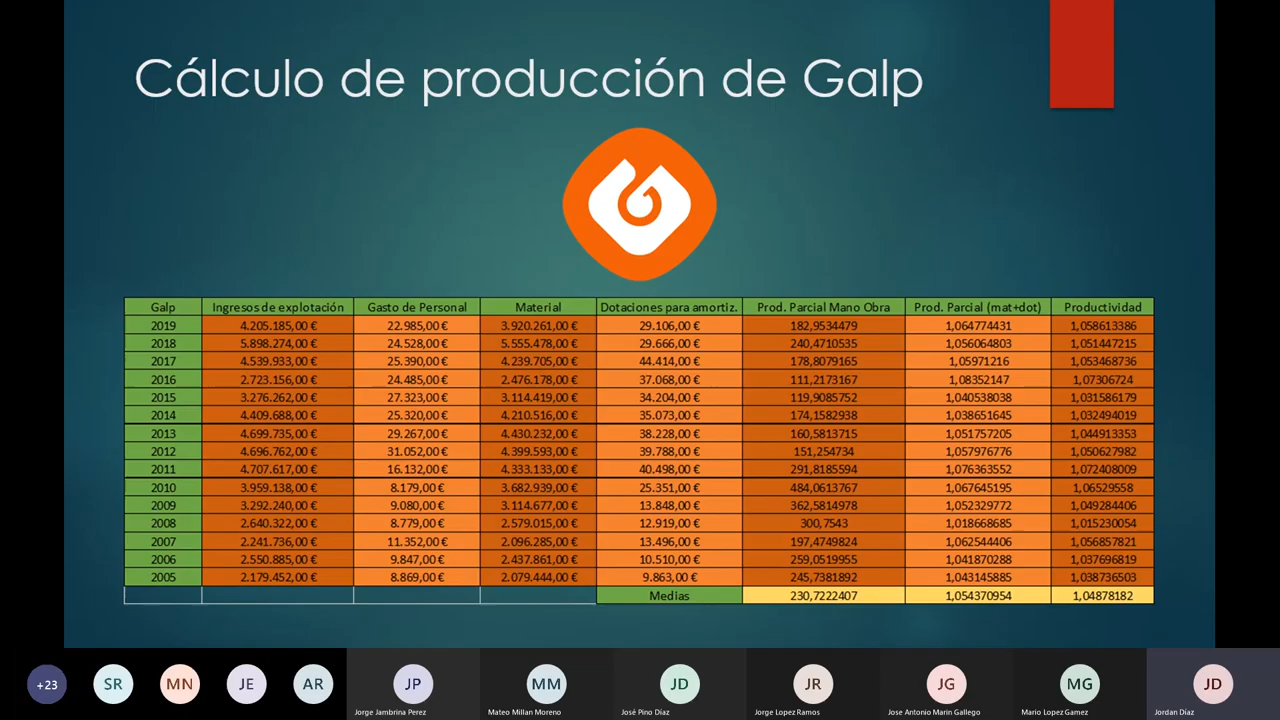 Cálculo de producción de Galp
Galp Ingresos de explotación Gasto de Personal Material Dotaciones para amortiz. Prod. Parcial Mano Obra Prod. Parcial (mat+dot) Productividad
2019 4.205.185,00 € 22.985,00 € 3.920.261,00 € 29.106,00 € 182,9534479 1,064774431 1,058613386
2018 5.898.274,00 € 24.528,00 € 5.555.478,00 € 29.666,00 € 240,4710535 1,056064803 1,051447215
2017 4.539.933,00 € 25.390,00 € 4.239.705,00 € 44.414,00 € 178,8079165 1,05971216 1,053468736
2016 2.723.156,00 € 24.485,00 € 2.476.178,00 € 37.068,00 € 111,2173167 1,08352147 1,07306724
2015 3.276.262,00 € 27.323,00 € 3.114.419,00 € 34.204,00 € 119,9085752 1,040538038 1,031586179
2014 4.409.688,00 € 25.320,00 € 4.210.516,00 € 35.073,00 € 174,1582938 1,038651645 1,032494019
2013 4.699.735,00 € 29.267,00 € 4.430.232,00 € 38.228,00 € 160,5813715 1,051757205 1,044913353
2012 4.696.762,00 € 31.052,00 € 4.399.593,00 € 39.788,00 € 151,254734 1,057976776 1,050627982
2011 4.707.617,00 € 16.132,00 € 4.333.133,00 € 40.498,00 € 291,8185594 1,076363552 1,072408009
2010 3.959.138,00 € 8.179,00 € 3.682.939,00 € 25.351,00 € 484,0613767 1,067645195 1,06529558
2009 3.292.240,00 € 9.080,00 € 3.114.677,00 € 13.848,00 € 362,5814978 1,052329772 1,049284406
2008 2.640.322,00 € 8.779,00 € 2.579.015,00 € 12.919,00 € 300,7543 1,018668685 1,015230054
2007 2.241.736,00 € 11.352,00 € 2.096.285,00 € 13.496,00 € 197,4749824 1,062544406 1,056857821
2006 2.550.885,00 € 9.847,00 € 2.437.861,00 € 10.510,00 € 259,0519955 1,041870288 1,037696819
2005 2.179.452,00 € 8.869,00 € 2.079.444,00 € 9.863,00 € 245,7381892 1,043145885 1,038736503
Medias 230,7222407 1,054370954 1,04878182
+23 SR MN JE AR JP MM JD JR JG MG JD
Jorge Jambrina Perez Mateo Millan Moreno José Pino Díaz Jorge Lopez Ramos Jose Antonio Marin Gallego Mario Lopez Gamez Jordan Díaz